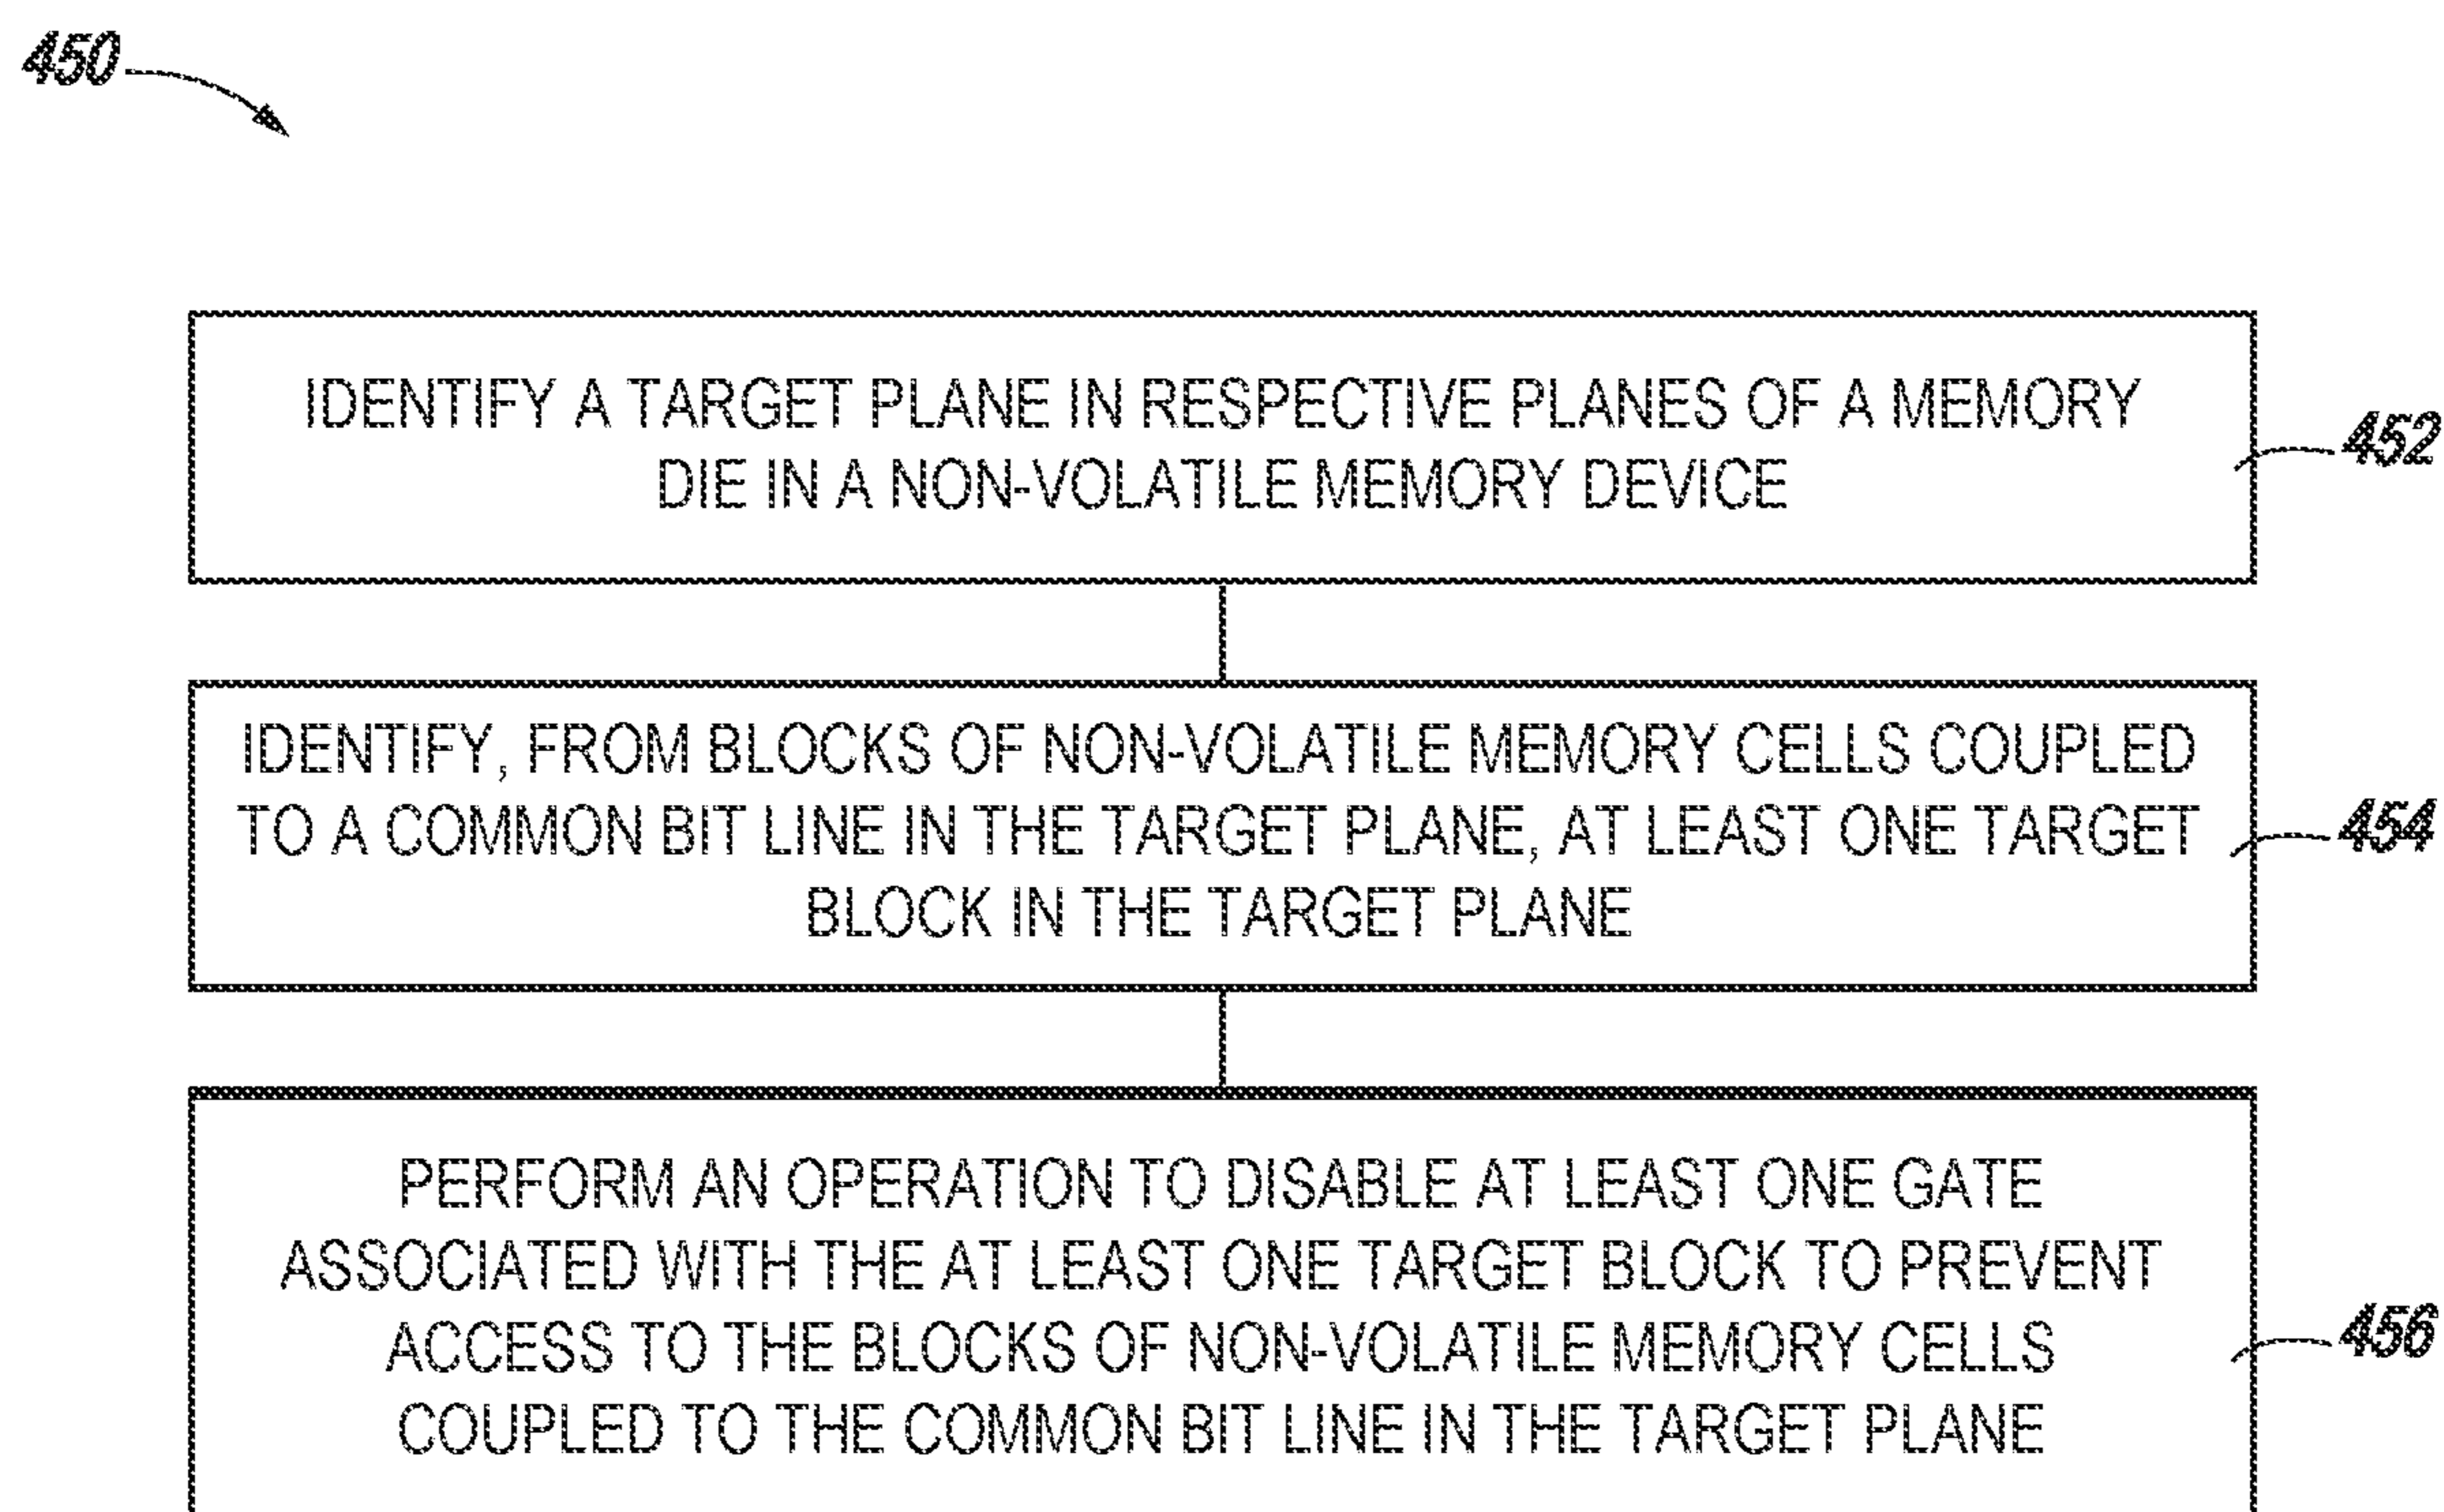 450
IDENTIFY A TARGET PLANE IN RESPECTIVE PLANES OF A MEMORY
DIE IN A NON-VOLATILE MEMORY DEVICE
452
IDENTIFY, FROM BLOCKS OF NON-VOLATILE MEMORY CELLS COUPLED
TO A COMMON BIT LINE IN THE TARGET PLANE, AT LEAST ONE TARGET
BLOCK IN THE TARGET PLANE
454
PERFORM AN OPERATION TO DISABLE AT LEAST ONE GATE
ASSOCIATED WITH THE AT LEAST ONE TARGET BLOCK TO PREVENT
ACCESS TO THE BLOCKS OF NON-VOLATILE MEMORY CELLS
COUPLED TO THE COMMON BIT LINE IN THE TARGET PLANE
456